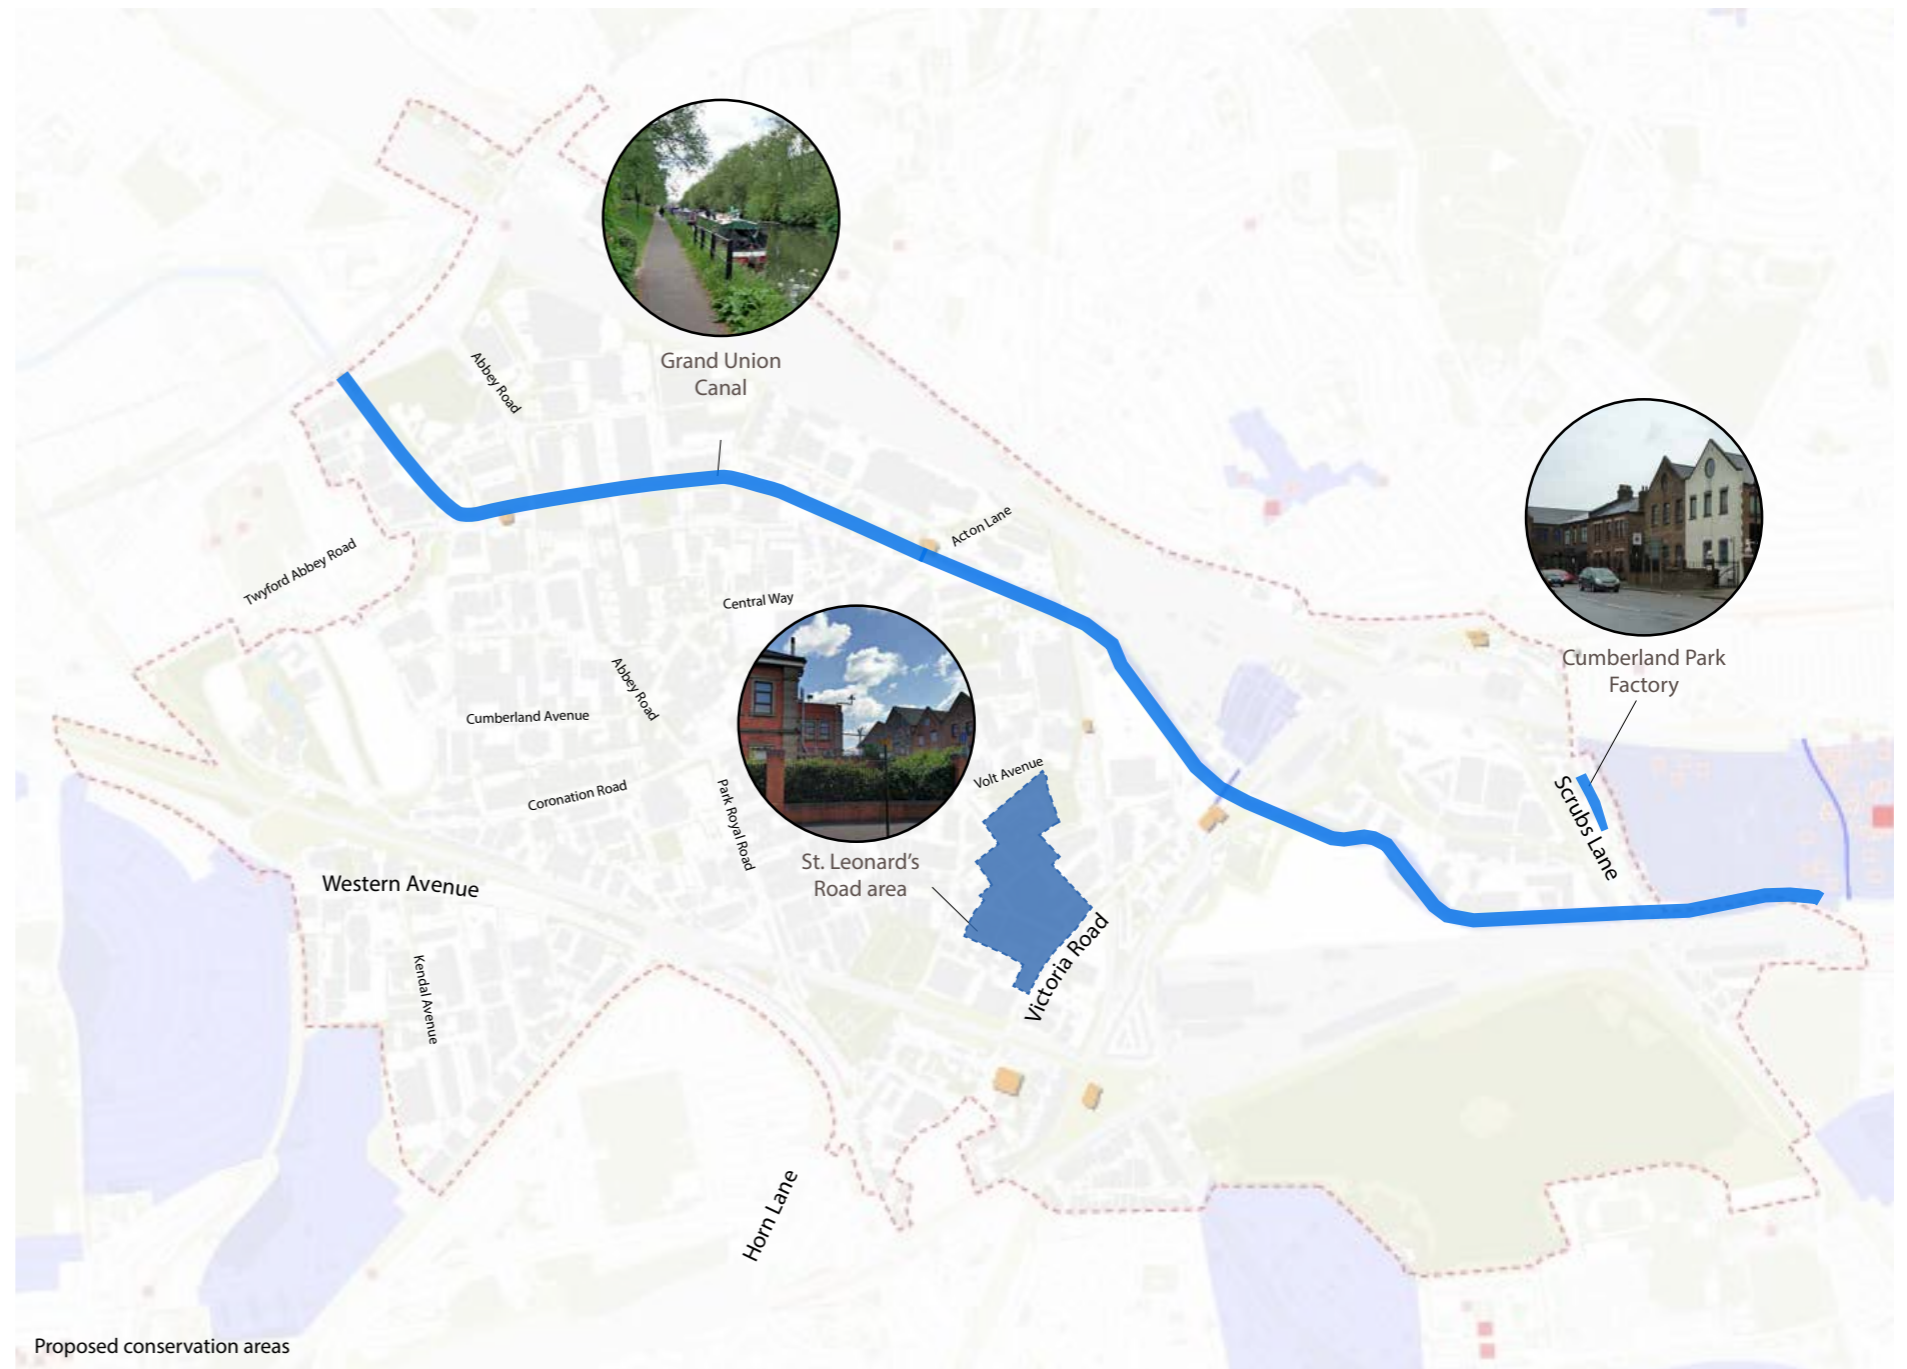 Grand Union
Canal
Abbey Road
Acton Lane
Twyford Abbey Road
Central Way
Cumberland Park
Factory
Abbey Road
Cumberland Avenue
Volt Avenue
Coronation Road
Park Royal Road
Scrubs Lane
St. Leonard's
Road area
Western Avenue
Victoria Road
Kendal Avenue
Horn Lane
Proposed conservation areas